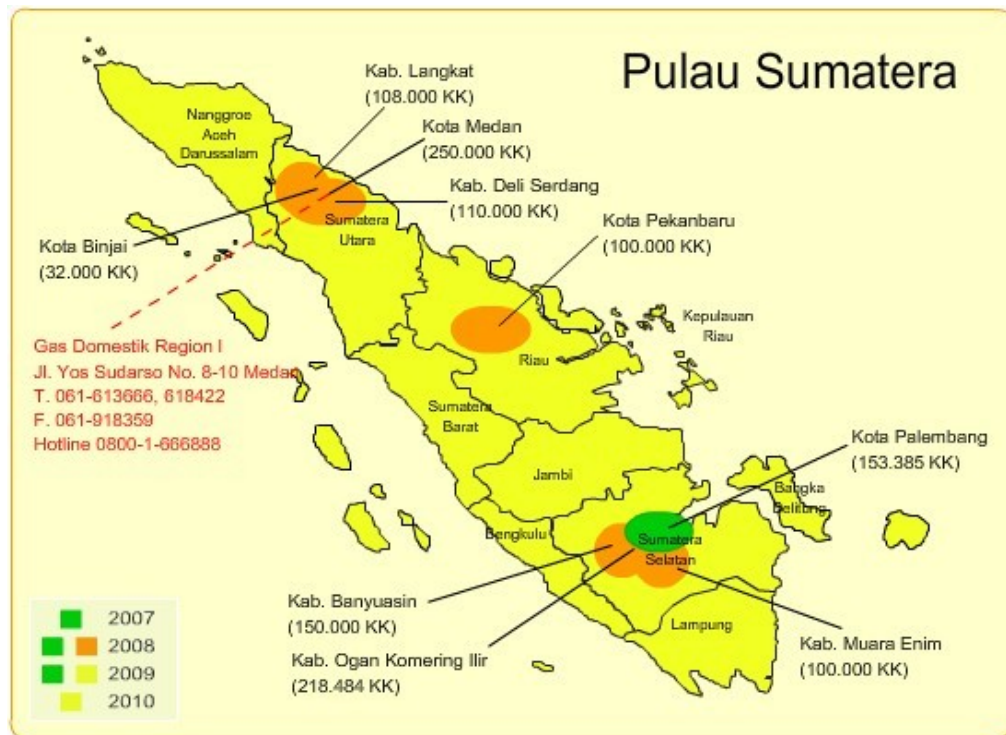 Pulau Sumatera
Kab. Langkat
(108.000 KK)
Kota Medan
(250.000 KK)
Kab. Deli Serdang
(110.000 KK)
Nanggroe
Aceh
Darussalam
Sumatera
Utara
Kota Binjai
(32.000 KK)
Kota Pekanbaru
(100.000 KK)
Kepulauan
Riau
Riau
Gas Domestik Region I
Jl. Yos Sudarso No. 8-10 Medan
T. 061-613666, 618422
F. 061-918359
Hotline 0800-1-666888
Sumatera
Barat
Jambi
Kota Palembang
(153.385 KK)
Bangka
Belitung
Bengkulu
Sumatera
Selatan
Lampung
Kab. Banyuasin
(150.000 KK)
Kab. Ogan Komering Ilir
(218.484 KK)
Kab. Muara Enim
(100.000 KK)
2007
2008
2009
2010